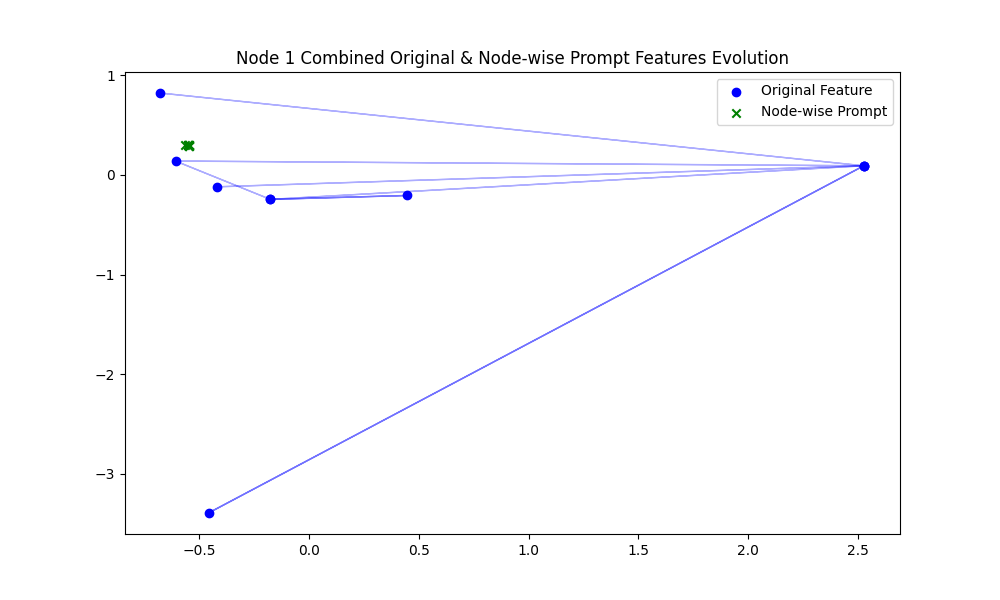 Node 1 Combined Original & Node-wise Prompt Features Evolution
Original Feature
Node-wise Prompt
1
0
−1
−2
−3
−0.5 0.0 0.5 1.0 1.5 2.0 2.5